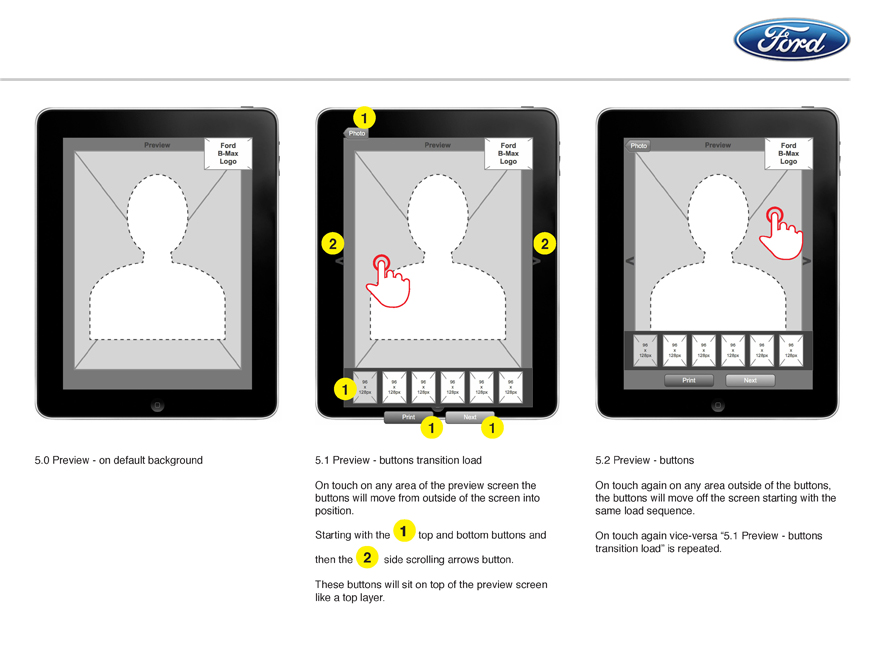 Ford
Preview
Ford
B-Max
Logo
1
Photo
Preview
Ford
B-Max
Logo
2
2
<
>
1
96
x
128px
96
x
128px
96
x
128px
96
x
128px
96
x
128px
96
x
128px
Print
Next
1
1
Photo
Preview
Ford
B-Max
Logo
<
>
96
x
128px
96
x
128px
96
x
128px
96
x
128px
96
x
128px
96
x
128px
Print
Next
5.0 Preview - on default background
5.1 Preview - buttons transition load
On touch on any area of the preview screen the
buttons will move from outside of the screen into
position.
Starting with the 1 top and bottom buttons and
then the 2 side scrolling arrows button.
These buttons will sit on top of the preview screen
like a top layer.
5.2 Preview - buttons
On touch again on any area outside of the buttons,
the buttons will move off the screen starting with the
same load sequence.
On touch again vice-versa “5.1 Preview - buttons
transition load” is repeated.